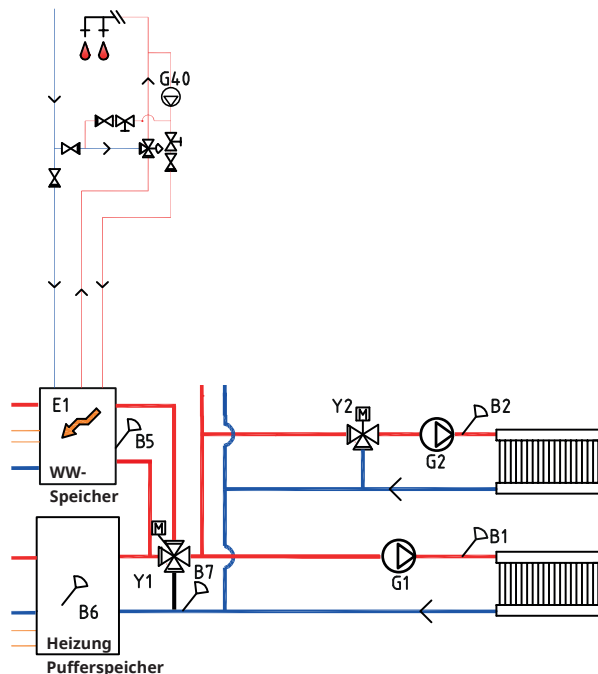 G40
E1
B5
WW-
Speicher
Y2
M
B2
G2
M
Y1
B7
B1
G1
B6
Heizung
Pufferspeicher